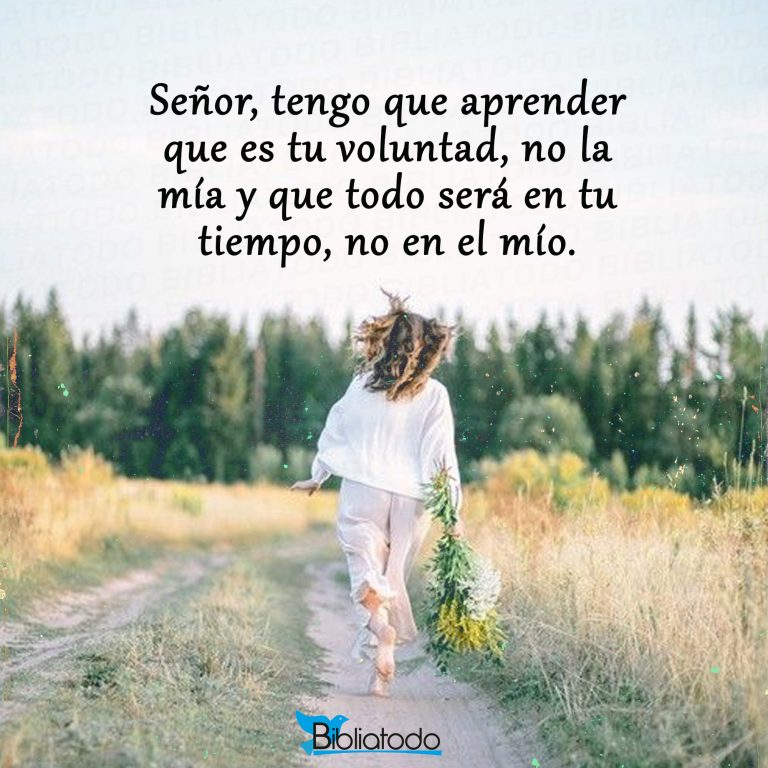 Señor, tengo que aprender
que es tu voluntad, no la
mía y que todo será en tu
tiempo, no en el mío.
Bibliatodo